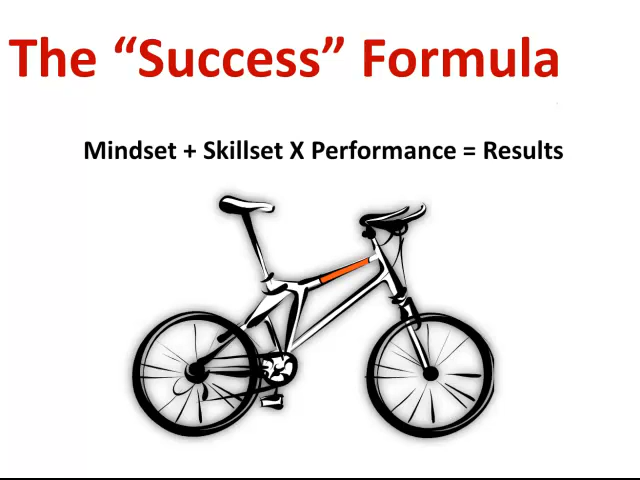 The “Success” Formula
Mindset + Skillset X Performance = Results